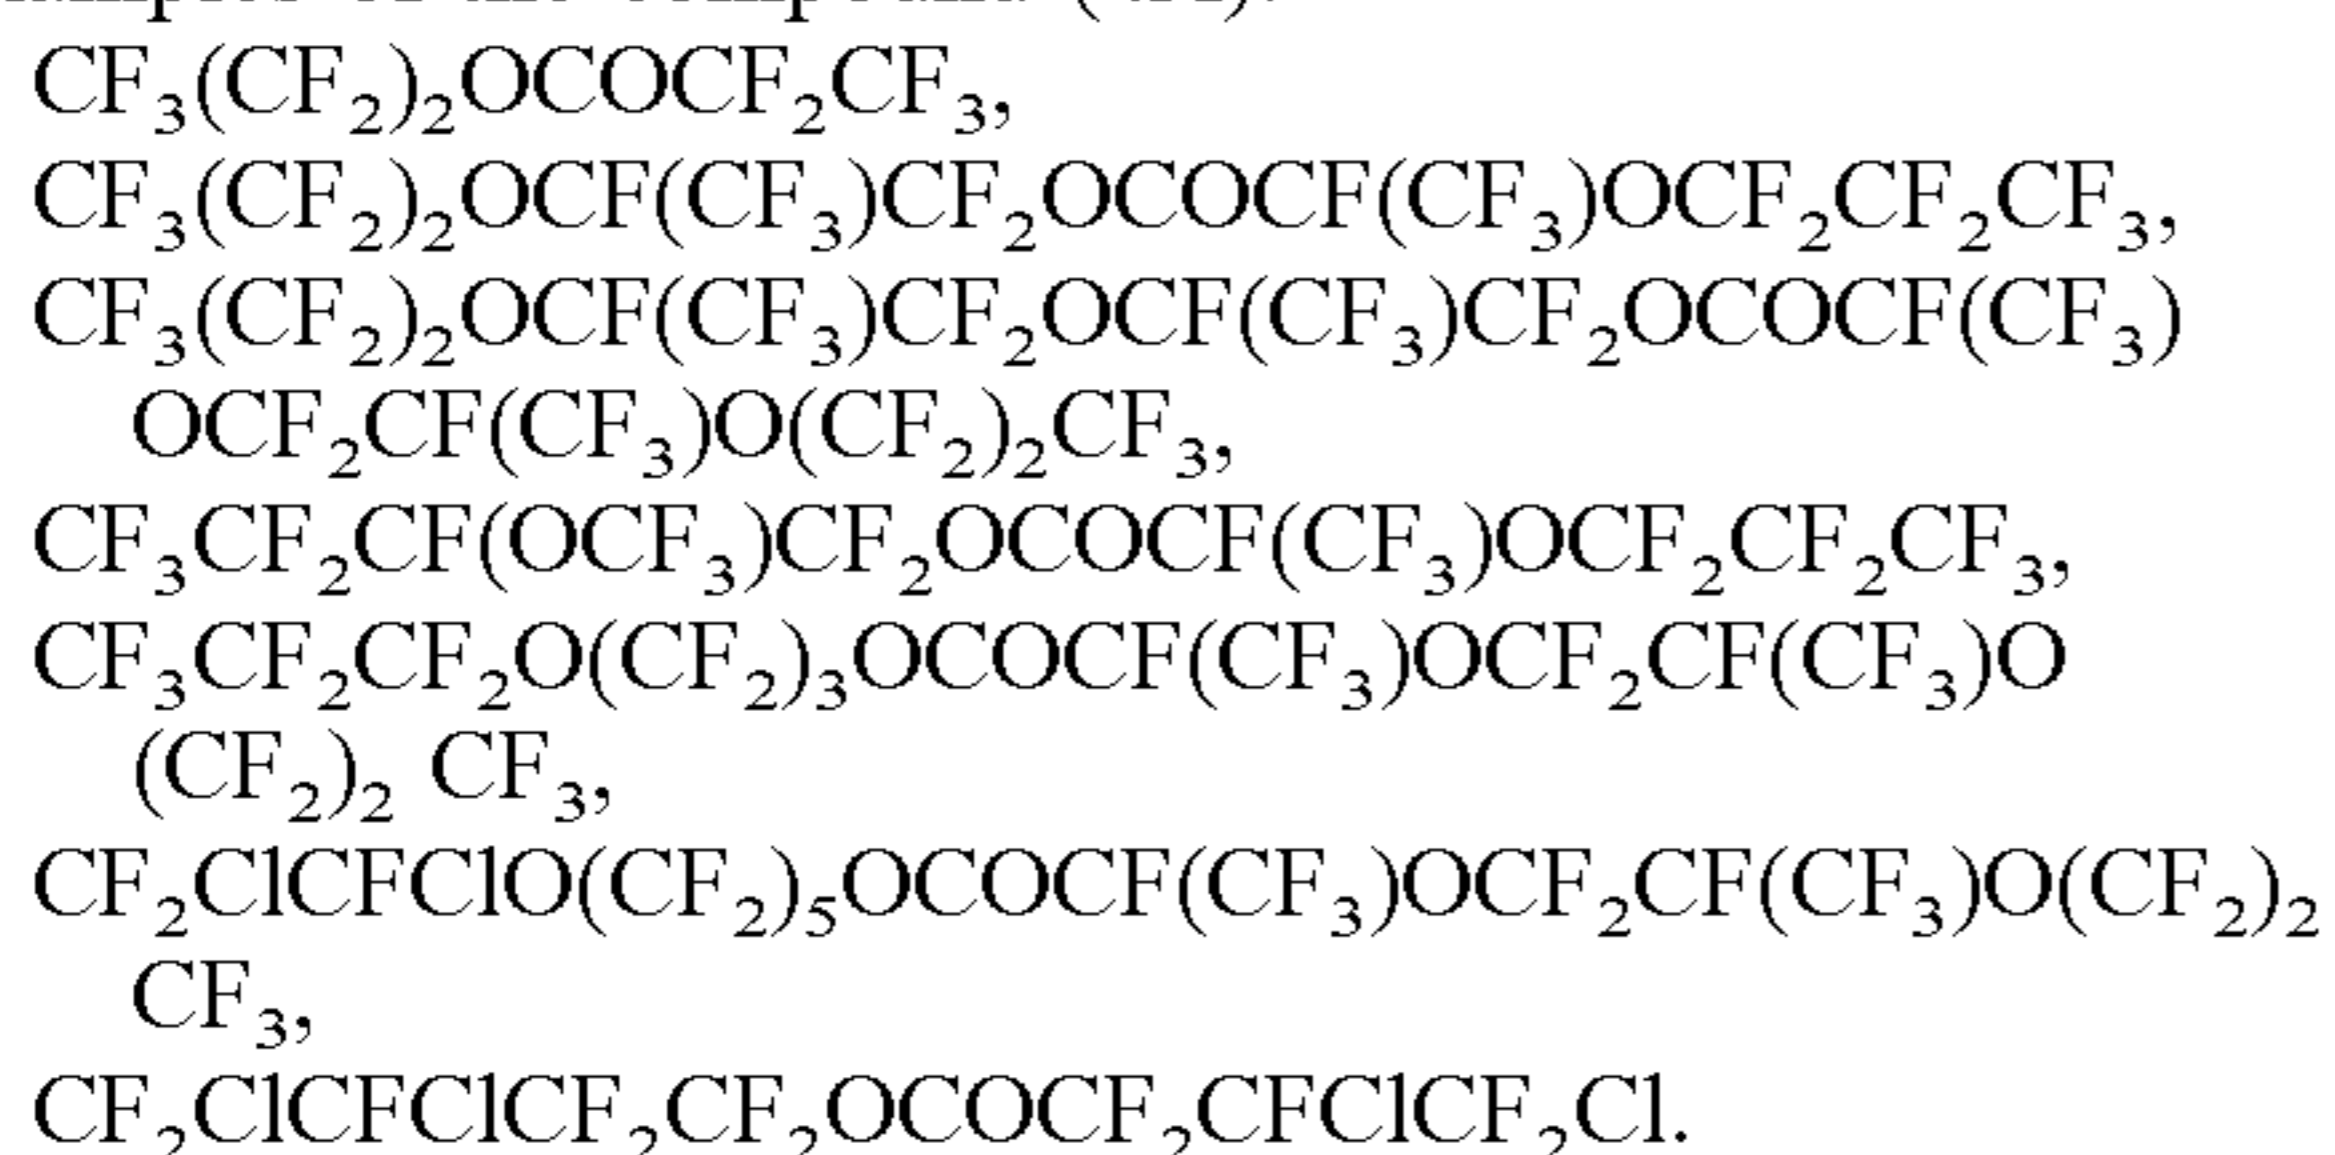 CF₃(CF₂)₂OCOCF₂CF₃,
CF₃(CF₂)₂OCF(CF₃)CF₂OCOCF(CF₃)OCF₂CF₂CF₃,
CF₃(CF₂)₂OCF(CF₃)CF₂OCF(CF₃)CF₂OCOCF(CF₃)
OCF₂CF(CF₃)O(CF₂)₂CF₃,
CF₃CF₂CF(OCF₃)CF₂OCOCF(CF₃)OCF₂CF₂CF₃,
CF₃CF₂CF₂O(CF₂)₃OCOCF(CF₃)OCF₂CF(CF₃)O
(CF₂)₂ CF₃,
CF₂ClCFClO(CF₂)₅OCOCF(CF₃)OCF₂CF(CF₃)O(CF₂)₂
CF₃,
CF₂ClCFClCF₂CF₂OCOCF₂CFClCF₂Cl.